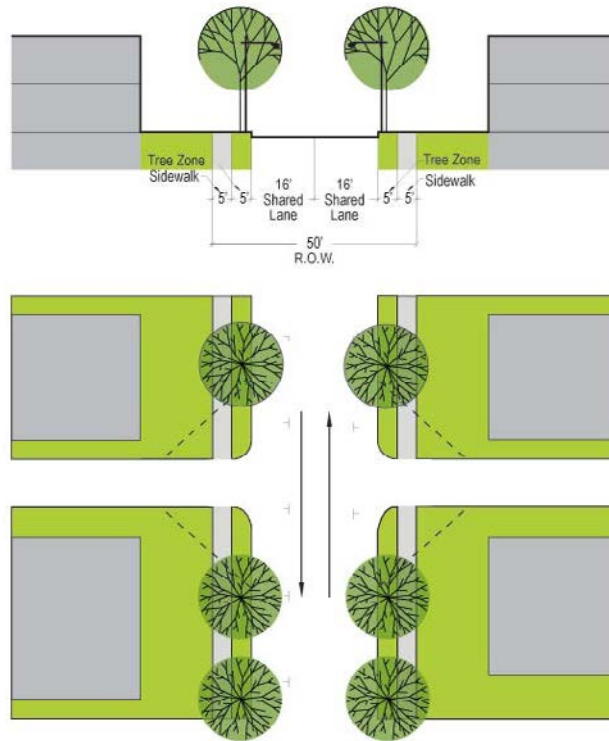 Tree Zone
Sidewalk
5'
5'
16'
Shared
Lane
16'
Shared
Lane
5'
5'
Tree Zone
Sidewalk
50'
R.O.W.